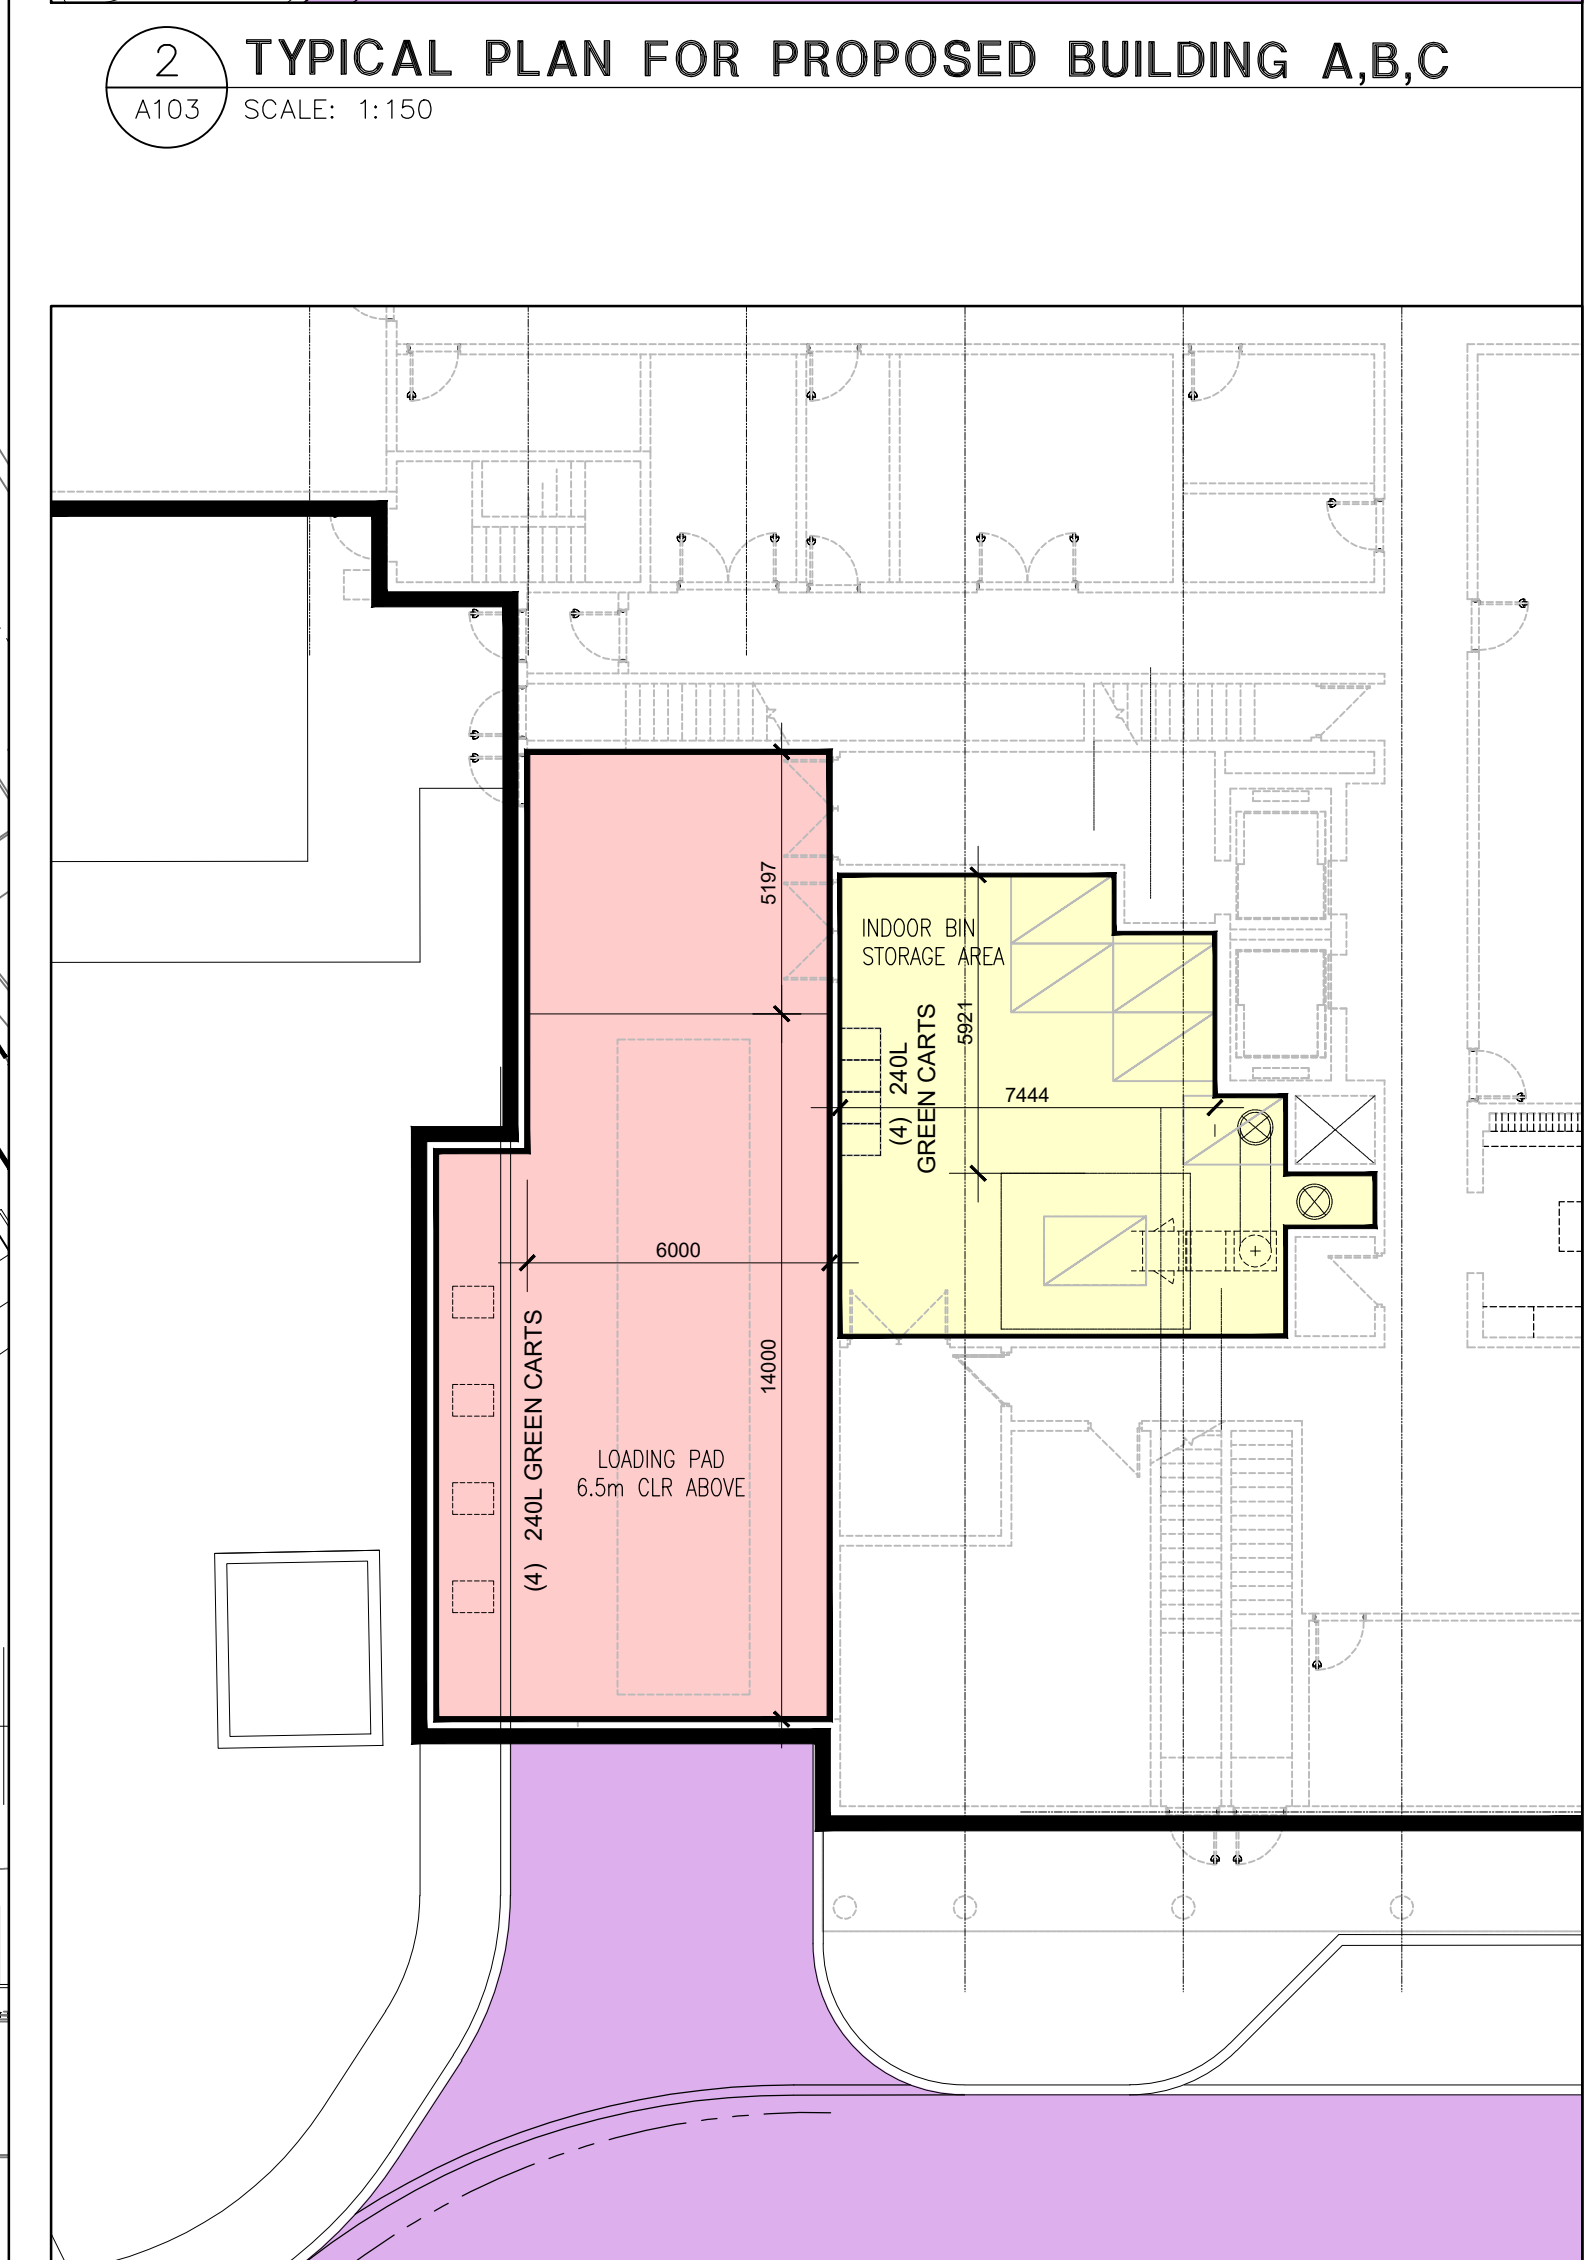 2
A103
TYPICAL PLAN FOR PROPOSED BUILDING A,B,C
SCALE: 1:150
5197
INDOOR BIN
STORAGE AREA
(4) 240L
GREEN CARTS
5921
7444
6000
(4) 240L GREEN CARTS
14000
LOADING PAD
6.5m CLR ABOVE